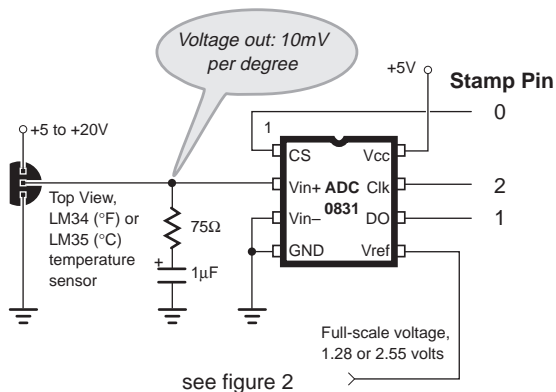 Voltage out: 10mV
per degree
+5V
Stamp Pin
0
+5 to +20V
1
CS
Vcc
Vin+
ADC
Clk
2
0831
Vin–
DO
1
GND
Vref
Top View,
LM34 (°F) or
LM35 (°C)
temperature
sensor
75Ω
+
1µF
Full-scale voltage,
1.28 or 2.55 volts
see figure 2